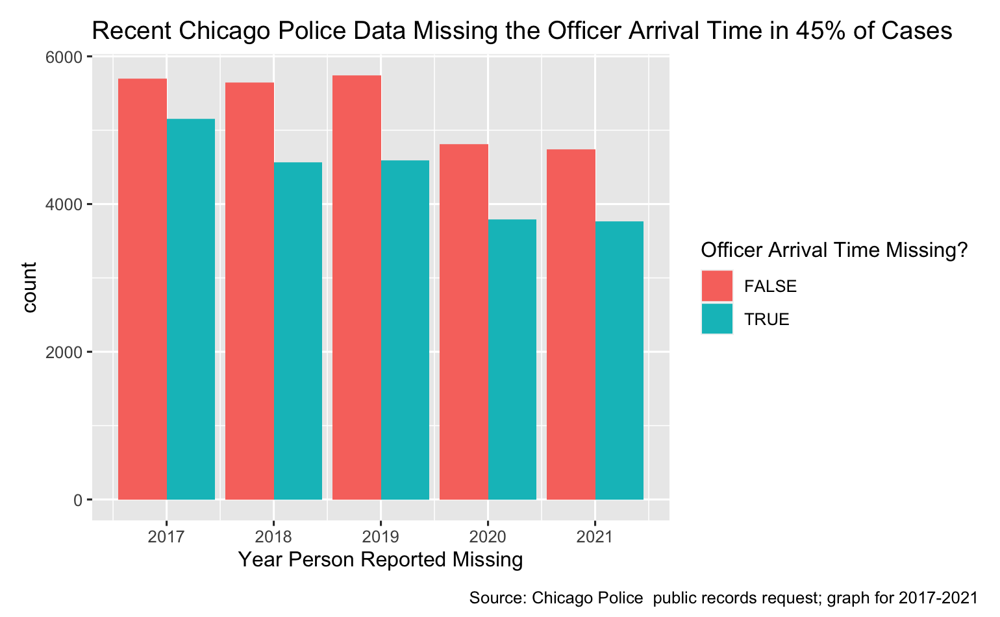 Recent Chicago Police Data Missing the Officer Arrival Time in 45% of Cases
6000
4000
2000
0
count
2017 2018 2019 2020 2021
Year Person Reported Missing
Officer Arrival Time Missing?
FALSE
TRUE
Source: Chicago Police  public records request; graph for 2017-2021